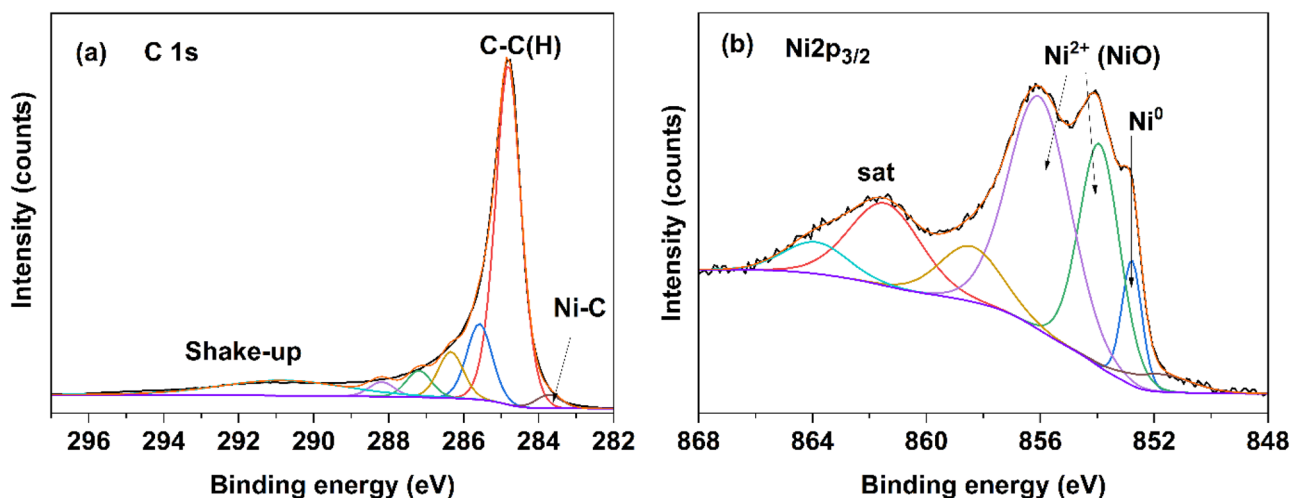 (a) C 1s
C-C(H)
Ni-C
Shake-up
Intensity (counts)
296 294 292 290 288 286 284 282
Binding energy (eV)
(b) Ni2p3/2
Ni2+ (NiO)
Ni0
sat
Intensity (counts)
868 864 860 856 852 848
Binding energy (eV)